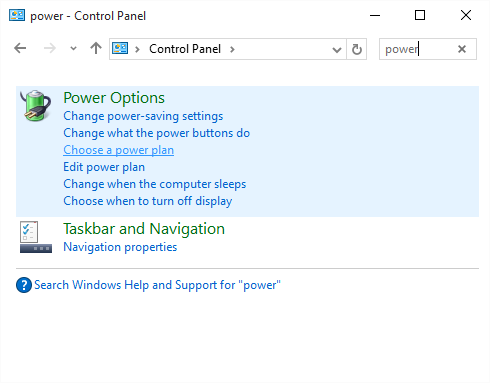 power - Control Panel
Control Panel
power
Power Options
Change power-saving settings
Change what the power buttons do
Choose a power plan
Edit power plan
Change when the computer sleeps
Choose when to turn off display
Taskbar and Navigation
Navigation properties
? Search Windows Help and Support for "power"